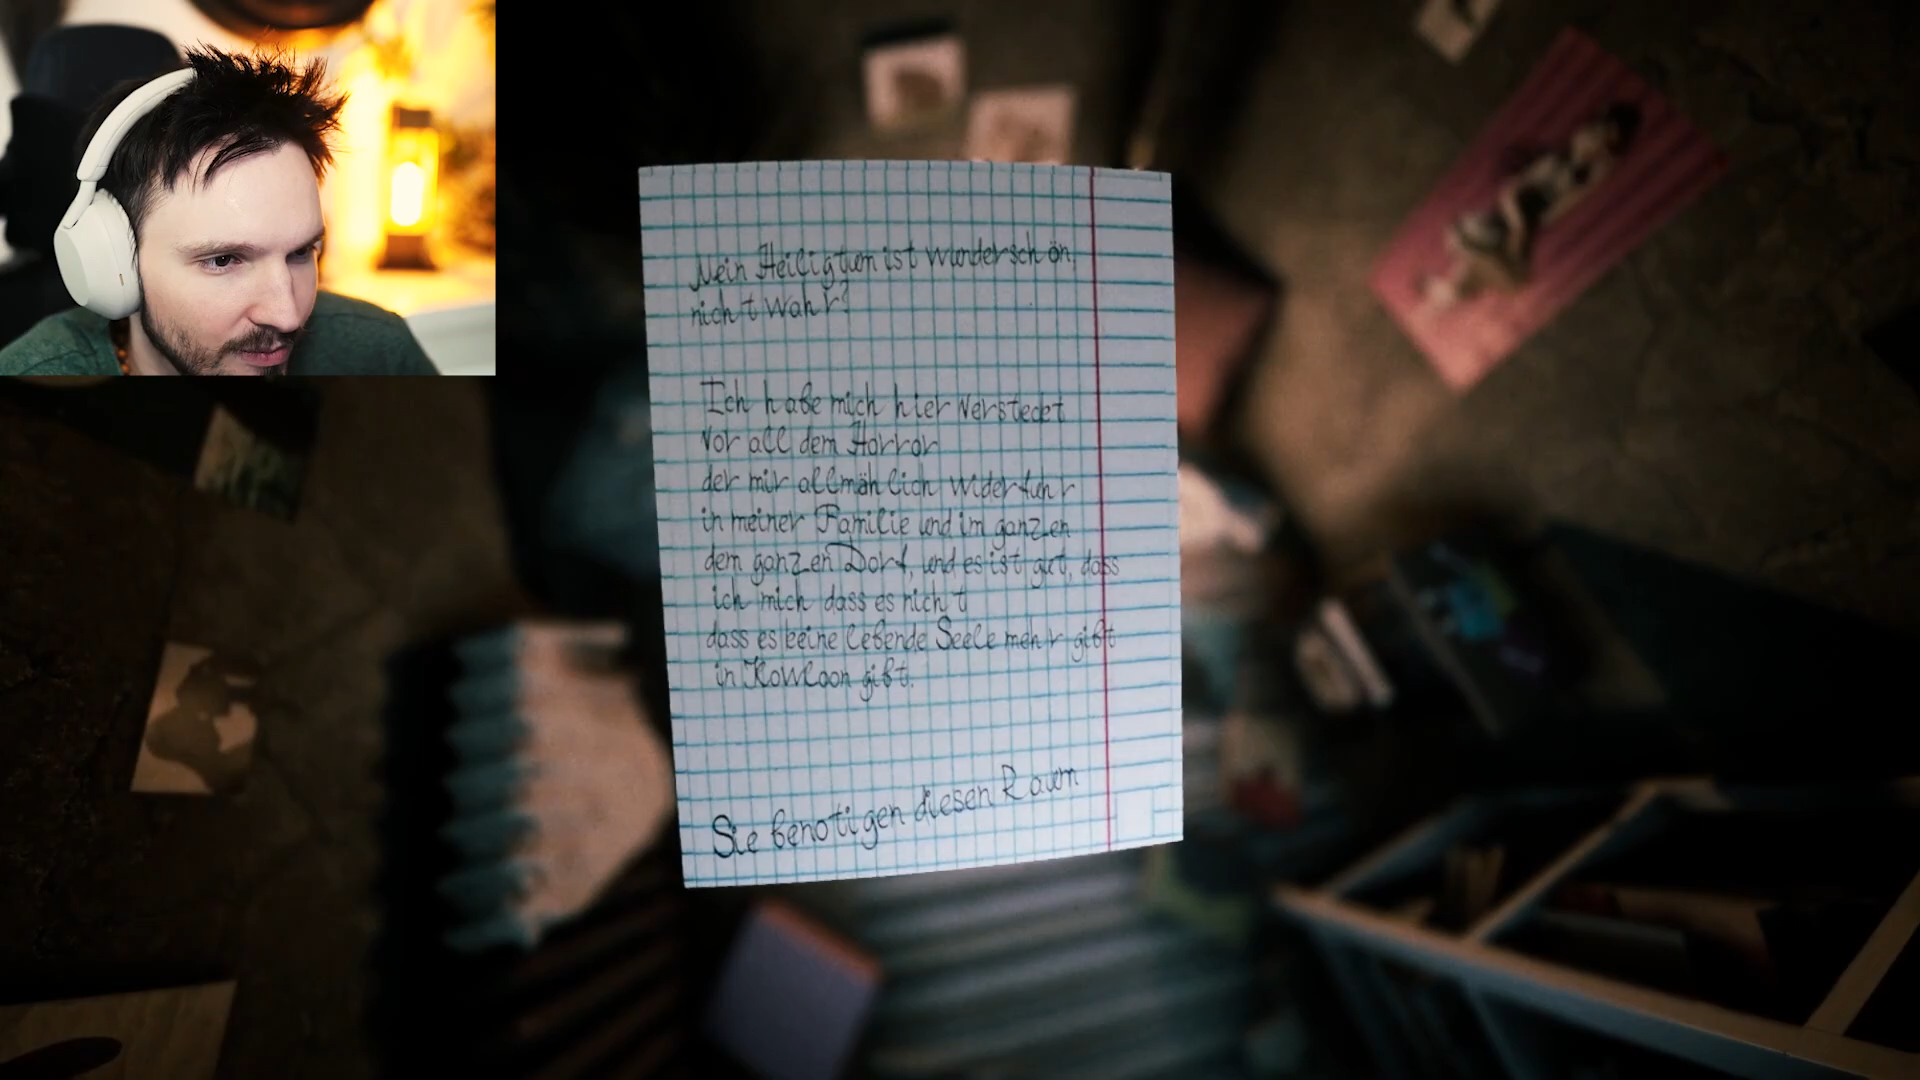 Mein Heiligtum ist wunderschön
nicht wahr?
Ich habe mich hier versteckt
vor all dem Horror
der mir allmählich widerfuhr
in meiner Familie und im ganzen
dem ganzen Dorf, und es ist gut, dass
ich mich dass es nicht
dass es keine lebende Seele mehr gibt
in Kowloon gibt.
Sie benotigen diesen Raum